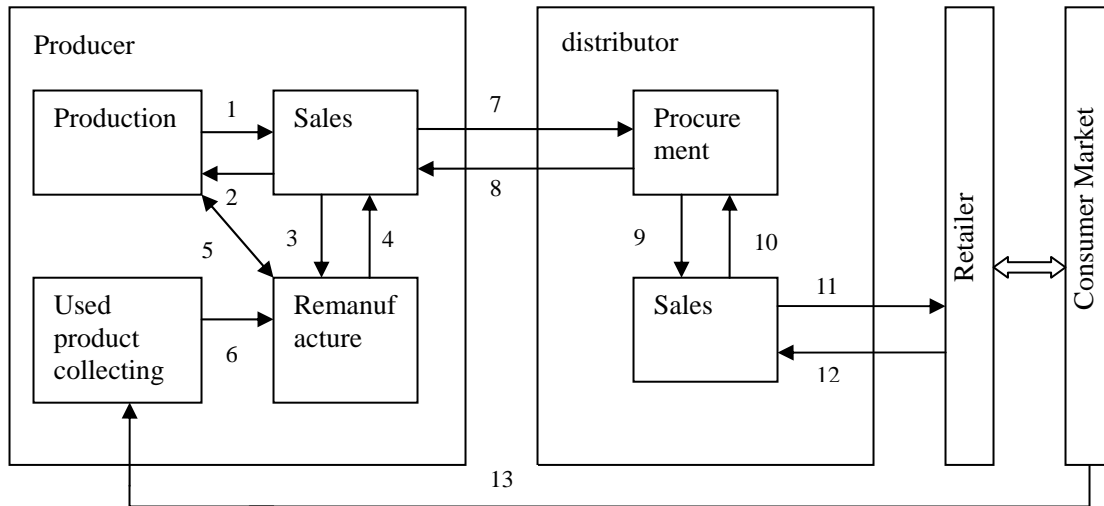 Producer
distributor
Production
1
Sales
7
Procure
ment
2
8
5
3
4
9
10
Used
product
collecting
6
Remanuf
acture
Sales
11
12
Retailer
Consumer Market
13